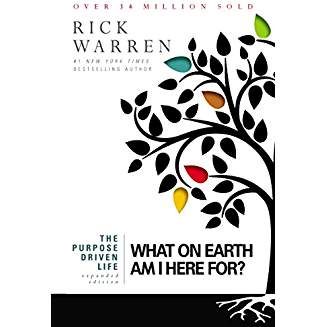 OVER 34 MILLION SOLD
RICK
WARREN
#1 NEW YORK TIMES
BESTSELLING AUTHOR
THE
PURPOSE
DRIVEN
LIFE
expanded
edition
WHAT ON EARTH
AM I HERE FOR?